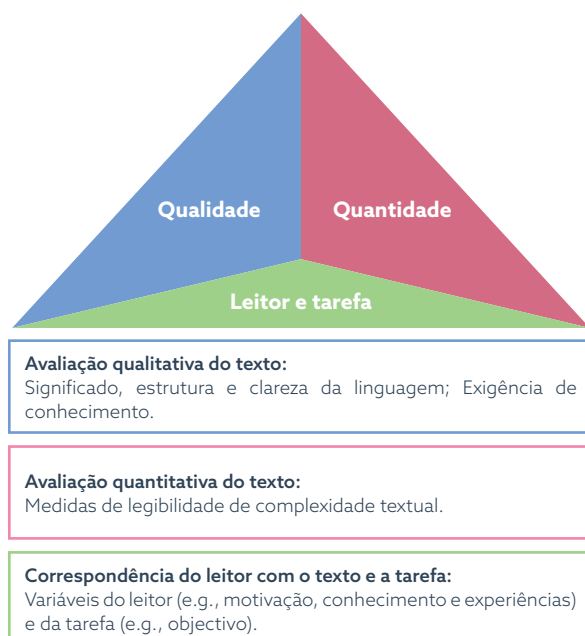 Qualidade
Quantidade
Leitor e tarefa
Avaliação qualitativa do texto:
Significado, estrutura e clareza da linguagem; Exigência de
conhecimento.
Avaliação quantitativa do texto:
Medidas de legibilidade de complexidade textual.
Correspondência do leitor com o texto e a tarefa:
Variáveis do leitor (e.g., motivação, conhecimento e experiências)
e da tarefa (e.g., objectivo).